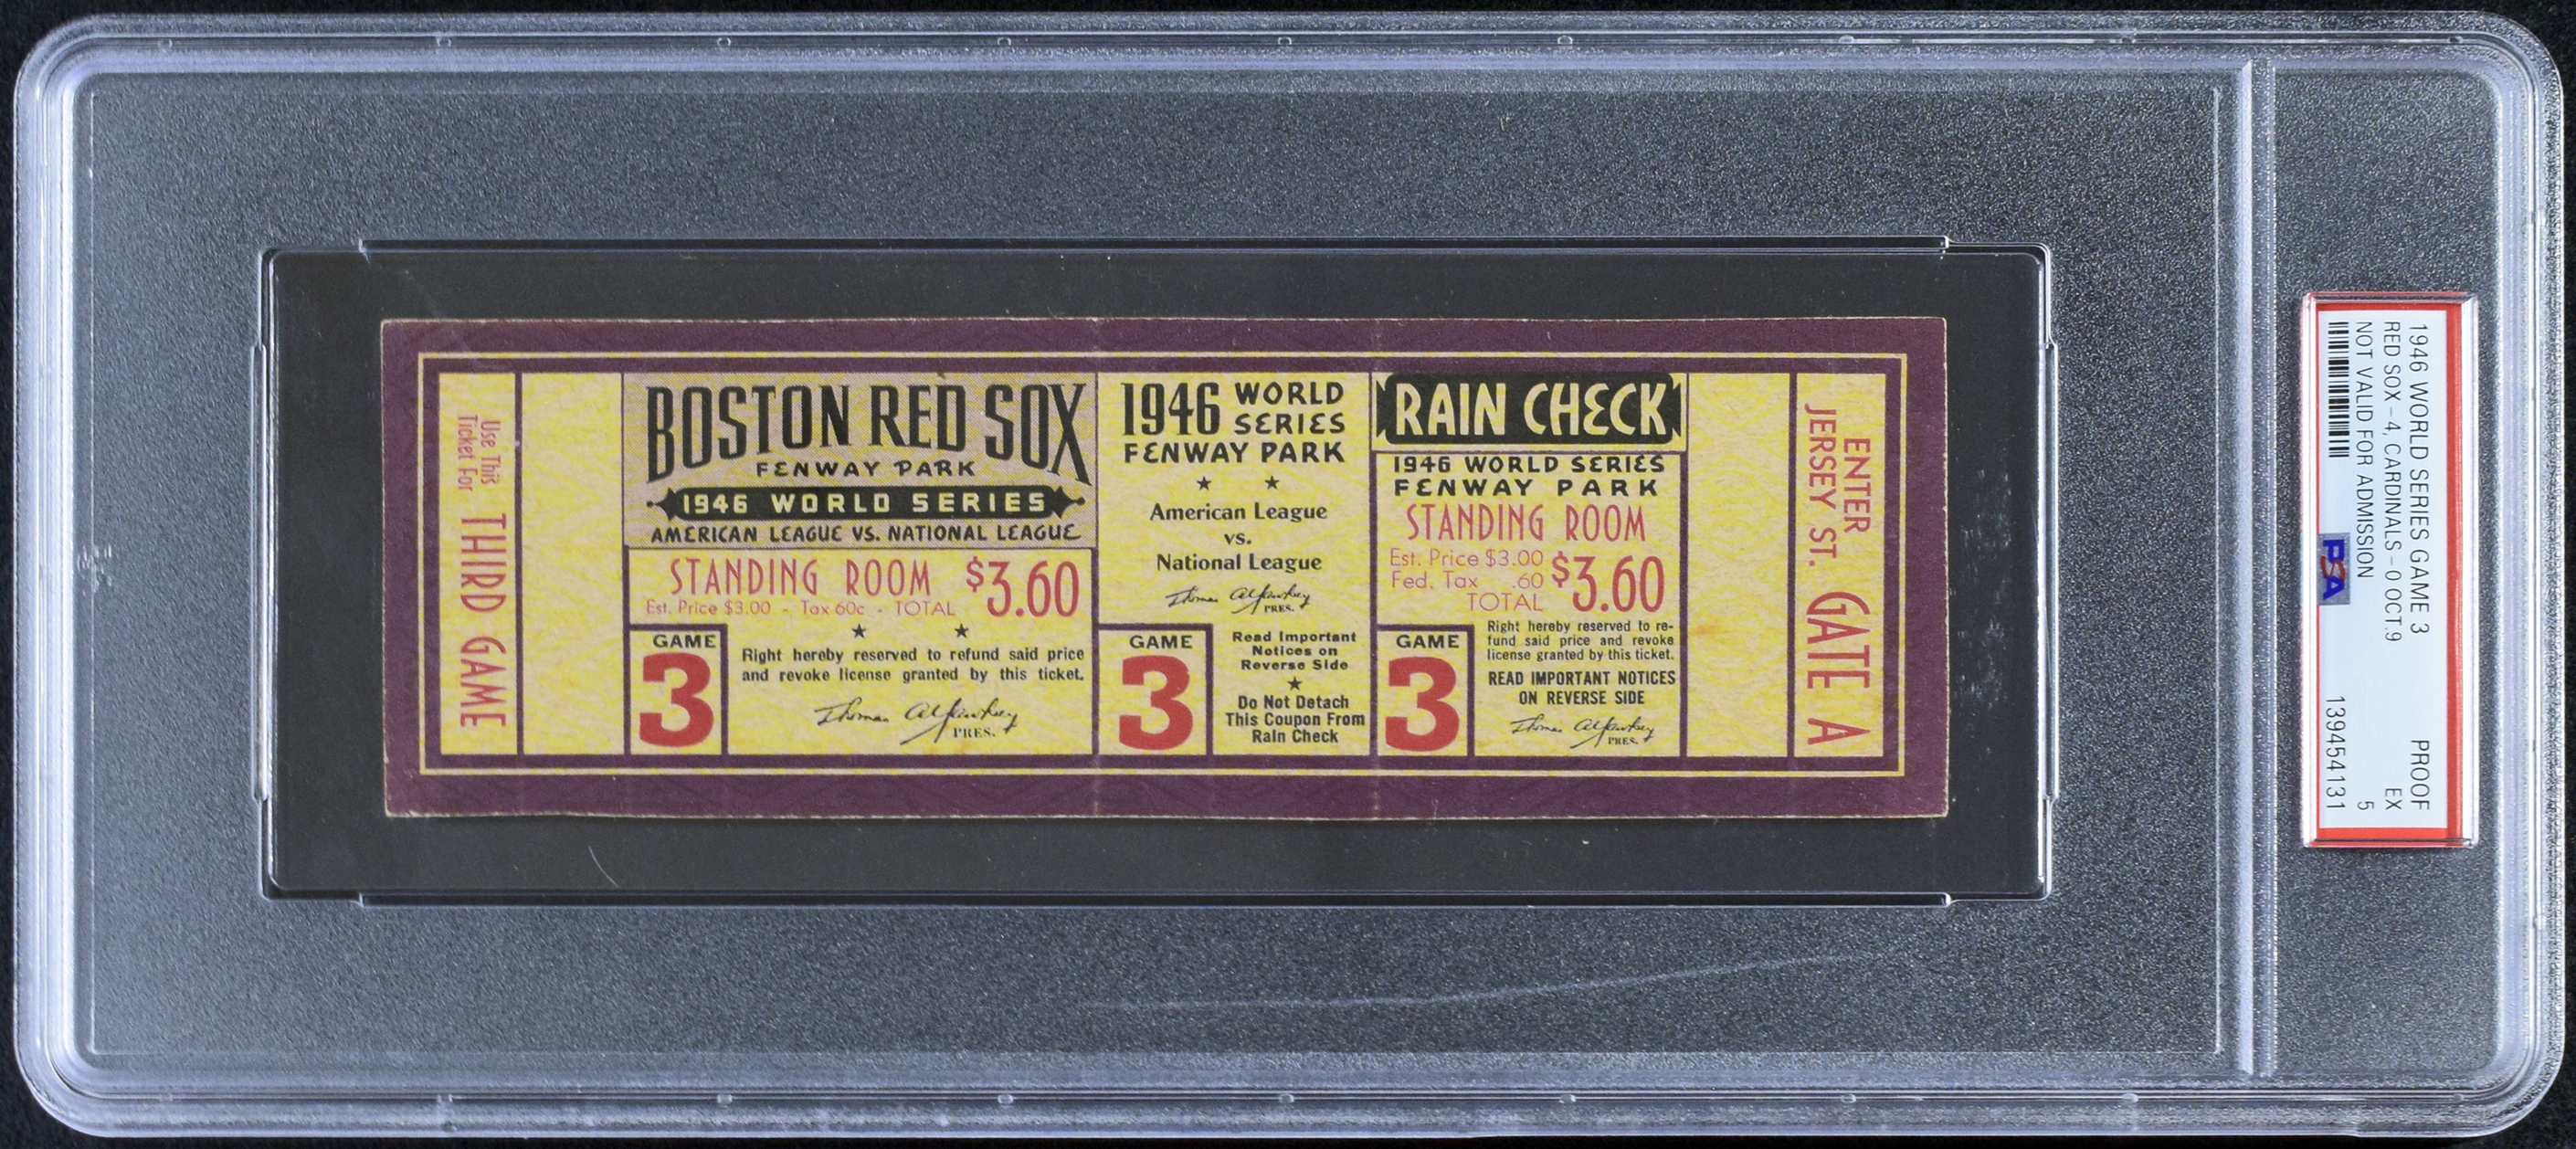 Use This
Ticket For
THIRD GAME
BOSTON RED SOX
FENWAY PARK
1946 WORLD SERIES
AMERICAN LEAGUE VS. NATIONAL LEAGUE
STANDING ROOM $3.60
Est. Price $3.00 - Tax 60c - TOTAL
GAME
3
Right hereby reserved to refund said price
and revoke license granted by this ticket.
Thomas A Yawkey
PRES.
1946 WORLD
SERIES
FENWAY PARK
American League
vs.
National League
Thomas A Yawkey
PRES.
GAME
3
Read Important
Notices on
Reverse Side
Do Not Detach
This Coupon From
Rain Check
RAIN CHECK
1946 WORLD SERIES
FENWAY PARK
STANDING ROOM
Est. Price $3.00
Fed. Tax .60
TOTAL
$3.60
GAME
3
Right hereby reserved to re-
fund said price and revoke
license granted by this ticket.
READ IMPORTANT NOTICES
ON REVERSE SIDE
Thomas A Yawkey
PRES.
ENTER
JERSEY ST.
GATE A
1946 WORLD SERIES GAME 3 PROOF
RED SOX-4, CARDINALS-0 OCT.9 EX
NOT VALID FOR ADMISSION 5
PSA 139454131